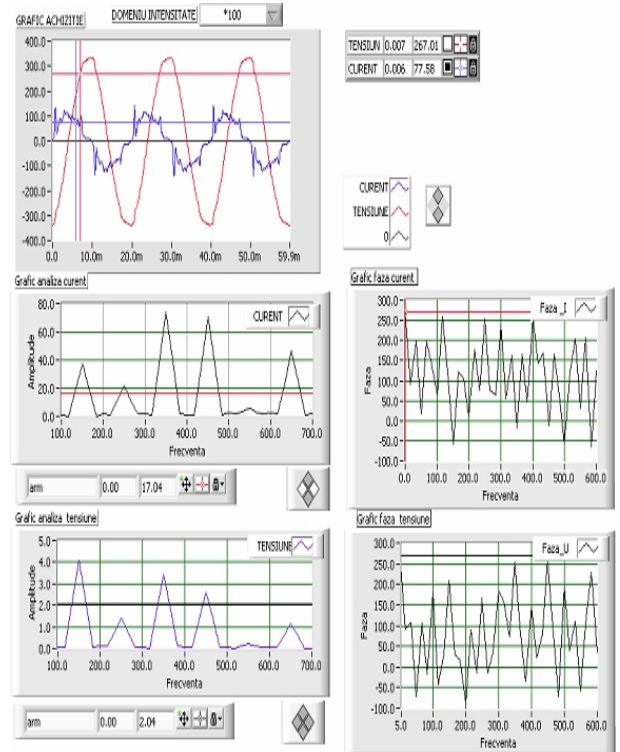 GRAFIC ACHIZITIE
DOMENIU INTENSITATE *100
400.0
300.0
200.0
100.0
0.0
-100.0
-200.0
-300.0
-400.0
0.0 10.0m 20.0m 30.0m 40.0m 50.0m 59.9m
TENSIUN 0.007 267.01
CURENT 0.006 77.58
CURENT
TENSIUNE
0
Grafic analiza curent
CURENT
80.0
60.0
40.0
20.0
0.0
Amplitude
100.0 200.0 300.0 400.0 500.0 600.0 700.0
Frecventa
arm 0.00 17.04
Grafic faza curent
Faza _I
300.0
250.0
200.0
150.0
100.0
50.0
0.0
-50.0
-100.0
Faza
0.0 100.0 200.0 300.0 400.0 500.0 600.0
Frecventa
Grafic analiza tensiune
TENSIUNE
5.0
4.0
3.0
2.0
1.0
0.0
Amplitude
100.0 200.0 300.0 400.0 500.0 600.0 700.0
Frecventa
arm 0.00 2.04
Grafic faza tensiune
Faza_U
300.0
250.0
200.0
150.0
100.0
50.0
0.0
-50.0
-100.0
Faza
5.0 100.0 200.0 300.0 400.0 500.0 600.0
Frecventa